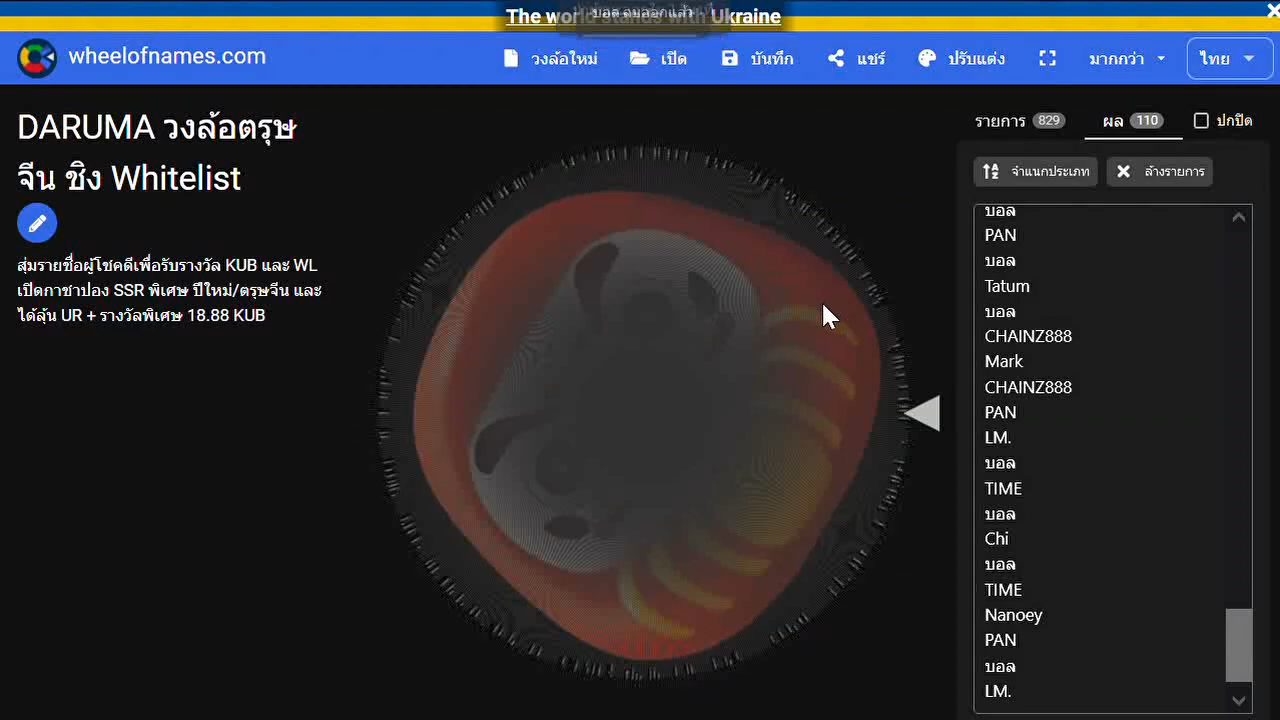 The world stands with Ukraine
wheelofnames.com
วงล้อใหม่
เปิด
บันทึก
แชร์
ปรับแต่ง
มากกว่า
ไทย
DARUMA วงล้อตรุษ
จีน ชิง Whitelist
สุ่มรายชื่อผู้โชคดีเพื่อรับรางวัล KUB และ WL
เปิดกาชาปอง SSR พิเศษ ปีใหม่/ตรุษจีน และ
ได้ลุ้น UR + รางวัลพิเศษ 18.88 KUB
รายการ 829
ผล 110
ปกปิด
จำแนกประเภท
ล้างรายการ
บอล
PAN
บอล
Tatum
บอล
CHAINZ888
Mark
CHAINZ888
PAN
LM.
บอล
TIME
บอล
Chi
บอล
TIME
Nanoey
PAN
บอล
LM.